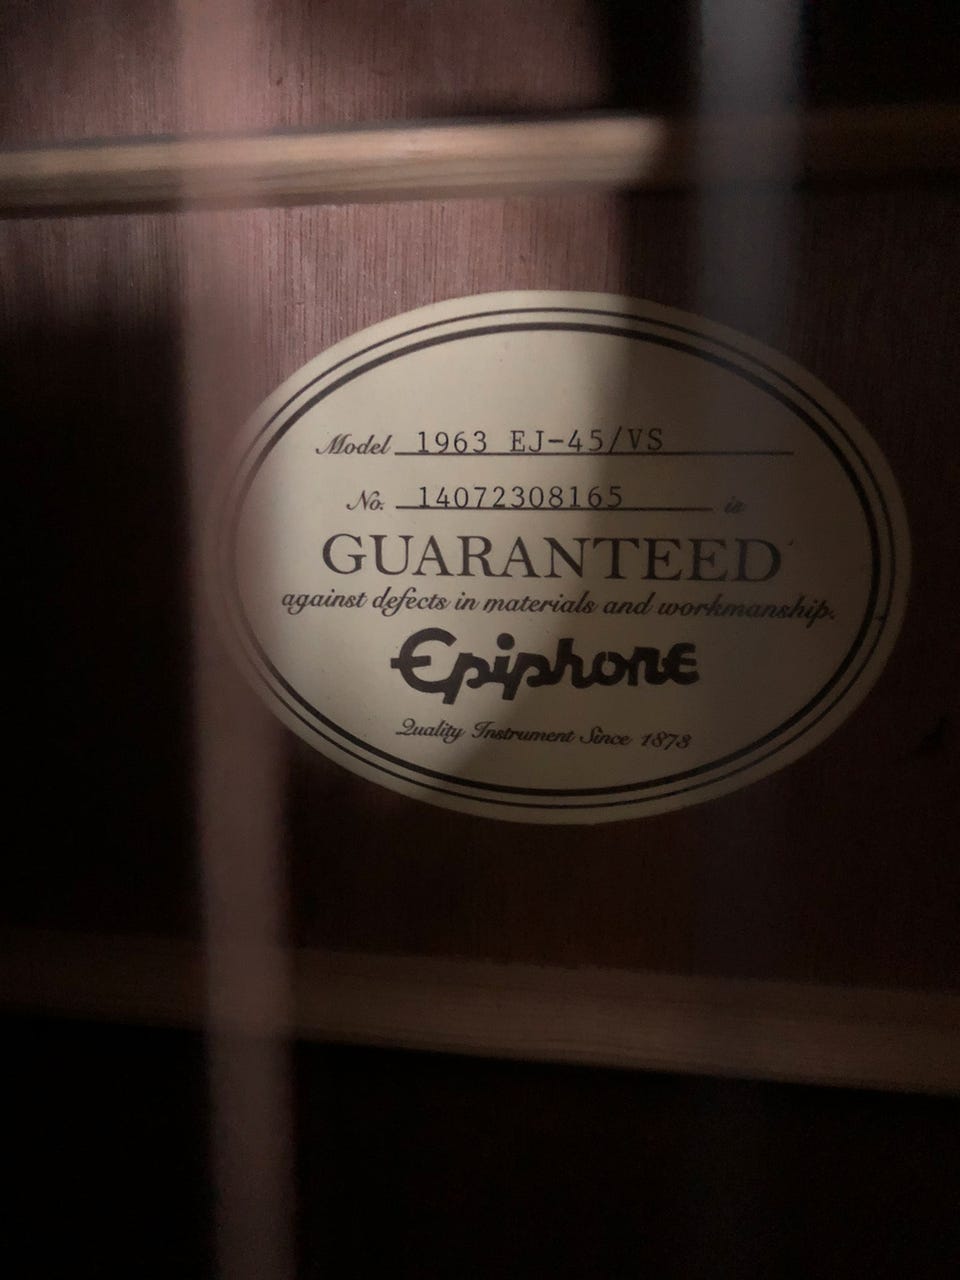 Model 1963 EJ-45/VS
No. 14072308165 is
GUARANTEED
against defects in materials and workmanship.
Epiphone
Quality Instrument Since 1873